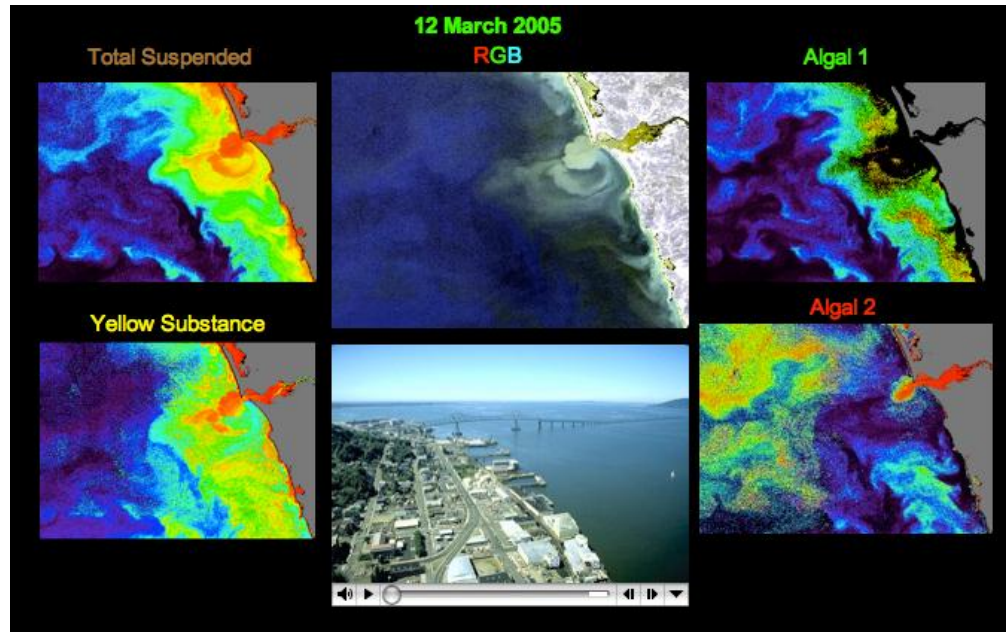 12 March 2005
Total Suspended
RGB
Algal 1
Yellow Substance
Algal 2